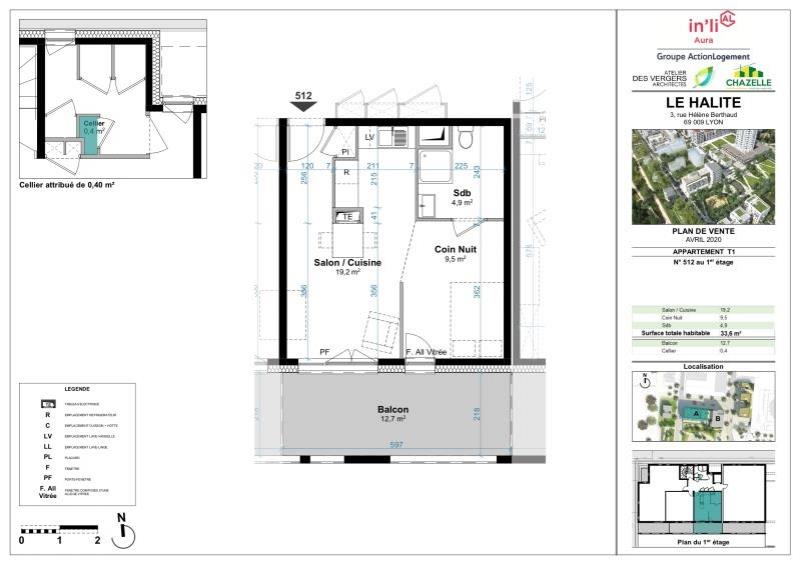 Cellier
0,4 m²
Cellier attribué de 0,40 m²
512
LV
PL
R
TE
120
7
211
7
225
256
215
243
41
Sdb
4,9 m²
Coin Nuit
9,5 m²
Salon / Cuisine
19,2 m²
356
356
362
PF
F. All Vitrée
Balcon
12,7 m²
218
597
LEGENDE
TE
TABLEAU ELECTRIQUE
R
EMPLACEMENT REFRIGERATEUR
C
EMPLACEMENT CUISSON + HOTTE
LV
EMPLACEMENT LAVE-VAISSELLE
LL
EMPLACEMENT LAVE-LINGE
PL
PLACARD
F
FENETRE
PF
PORTE-FENETRE
F. All Vitrée
FENETRE COMPOSEE D'UNE ALLEGE VITREE
0 1 2
N
in'li AL
Aura
Groupe ActionLogement
ATELIER
DES VERGERS
ARCHITECTES
CHAZELLE
LE HALITE
3, rue Hélène Berthaud
69 009 LYON
PLAN DE VENTE
AVRIL 2020
APPARTEMENT T1
N° 512 au 1er étage
Salon / Cuisine 19,2
Coin Nuit 9,5
Sdb 4,9
Surface totale habitable 33,6 m²
Balcon 12,7
Cellier 0,4
Localisation
N
A
B
Plan du 1er étage